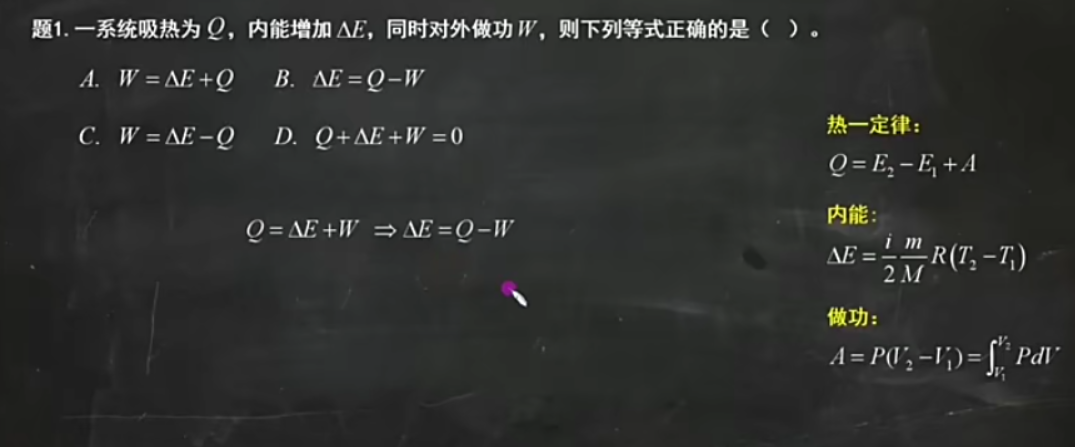 题1. 一系统吸热为 Q，内能增加 ΔE，同时对外做功 W，则下列等式正确的是（ ）。
A. W = ΔE + Q  B. ΔE = Q − W
C. W = ΔE − Q  D. Q + ΔE + W = 0
Q = ΔE + W ⇒ ΔE = Q − W
热一定律：
Q = E₂ − E₁ + A
内能：
ΔE = i/2 m/M R(T₂ − T₁)
做功：
A = P(V₂ − V₁) = ∫_{V₁}^{V₂} PdV